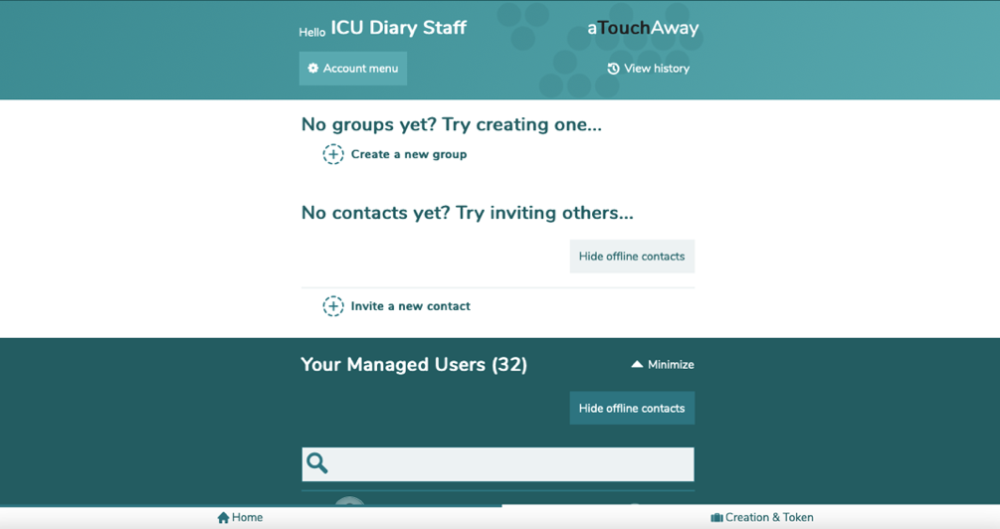 Hello ICU Diary Staff
aTouchAway
Account menu
View history
No groups yet? Try creating one...
Create a new group
No contacts yet? Try inviting others...
Hide offline contacts
Invite a new contact
Your Managed Users (32)
Minimize
Hide offline contacts
Home
Creation & Token